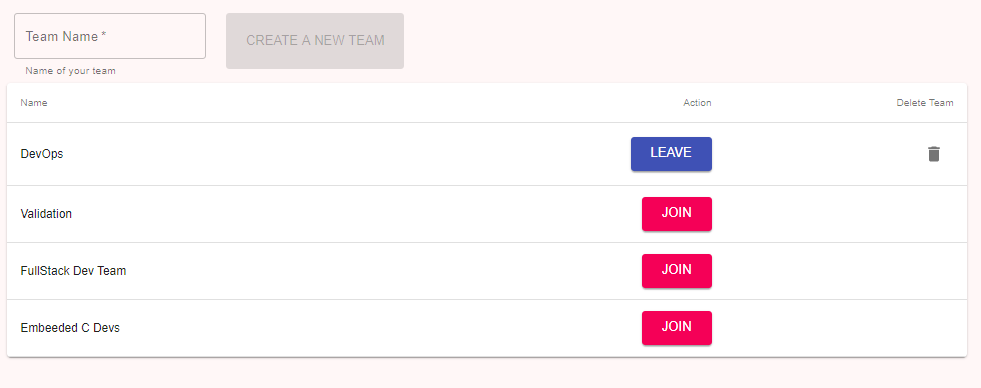 Team Name *
CREATE A NEW TEAM
Name of your team
Name Action Delete Team
DevOps LEAVE
Validation JOIN
FullStack Dev Team JOIN
Embeeded C Devs JOIN